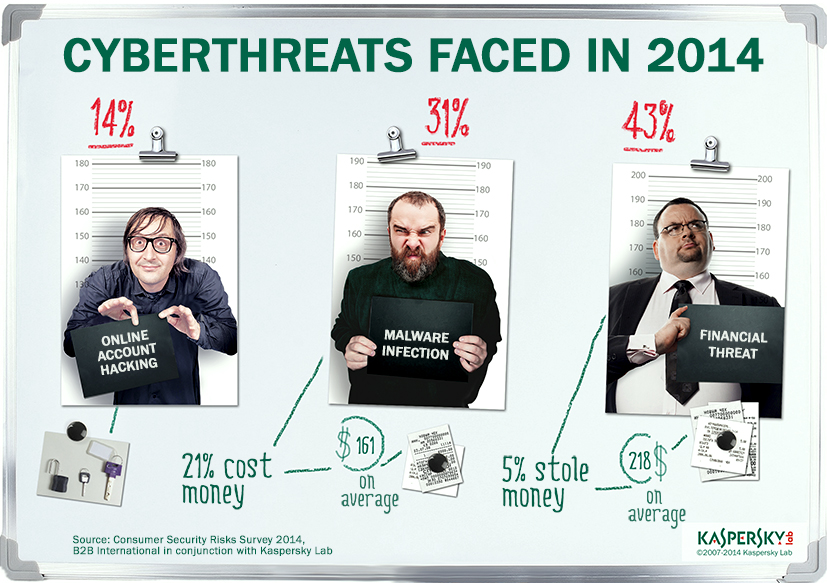 CYBERTHREATS FACED IN 2014
14%
31%
43%
180 180
170 170
160 160
150 150
140 140
130
190 190
180 180
170 170
160 160
150 150
200 200
190 190
180 180
170 170
160 160
ONLINE
ACCOUNT
HACKING
MALWARE
INFECTION
FINANCIAL
THREAT
21% cost
money
$ 161
on
average
5% stole
money
218$
on
average
Source: Consumer Security Risks Survey 2014,
B2B International in conjunction with Kaspersky Lab
KASPERSKY lab
©2007-2014 Kaspersky Lab